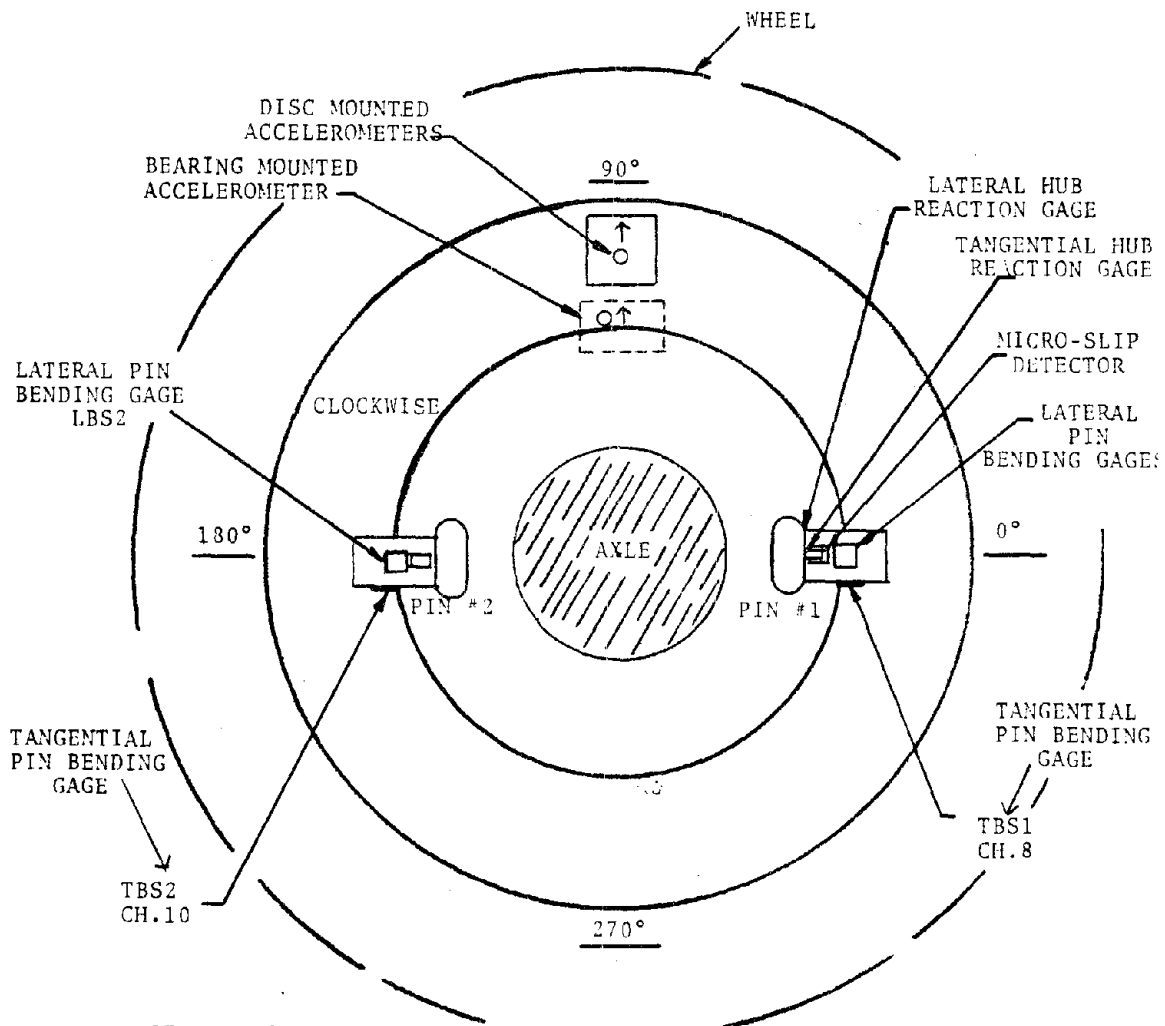 WHEEL
DISC MOUNTED
ACCELEROMETERS
BEARING MOUNTED
ACCELEROMETER
90°
LATERAL HUB
REACTION GAGE
TANGENTIAL HUB
REACTION GAGE
MICRO-SLIP
DETECTOR
LATERAL PIN
BENDING GAGE
LBS2
CLOCKWISE
LATERAL
PIN
BENDING GAGES
180°
AXLE
0°
PIN #2
PIN #1
TANGENTIAL
PIN BENDING
GAGE
TANGENTIAL
PIN BENDING
GAGE
TBS1
CH.8
TBS2
CH.10
270°